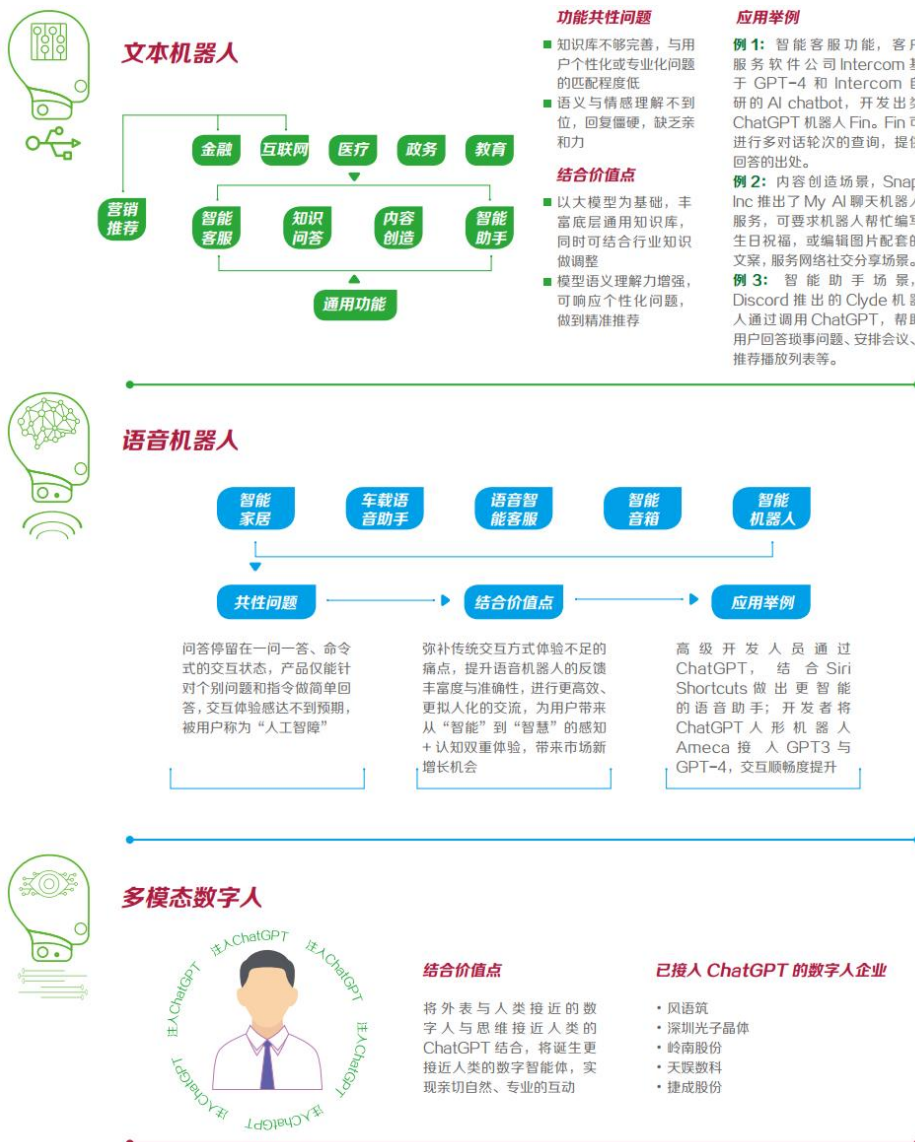 文本机器人
金融
互联网
医疗
政务
教育
营销
推荐
智能
客服
知识
问答
内容
创造
智能
助手
通用功能
功能共性问题
■ 知识库不够完善，与用
户个性化或专业化问题
的匹配程度低
■ 语义与情感理解不到
位，回复僵硬，缺乏亲
和力
结合价值点
■ 以大模型为基础，丰
富底层通用知识库，
同时可结合行业知识
做调整
■ 模型语义理解力增强，
可响应个性化问题，
做到精准推荐
应用举例
例 1：智能客服功能，客户
服务软件公司 Intercom 基
于 GPT-4 和 Intercom 自
研的 AI chatbot，开发出类
ChatGPT 机器人 Fin。Fin 可
进行多对话轮次的查询，提供
回答的出处。
例 2：内容创造场景，Snap
Inc 推出了 My AI 聊天机器人
服务，可要求机器人帮忙编写
生日祝福，或编辑图片配套的
文案，服务网络社交分享场景。
例 3：智能助手场景，
Discord 推出的 Clyde 机器
人通过调用 ChatGPT，帮助
用户回答琐事问题、安排会议、
推荐播放列表等。
语音机器人
智能
家居
车载语
音助手
语音智
能客服
智能
音箱
智能
机器人
共性问题
结合价值点
应用举例
问答停留在一问一答、命令
式的交互状态，产品仅能针
对个别问题和指令做简单回
答，交互体验感达不到预期，
被用户称为“人工智障”
弥补传统交互方式体验不足的
痛点，提升语音机器人的反馈
丰富度与准确性，进行更高效、
更拟人化的交流，为用户带来
从“智能”到“智慧”的感知
+ 认知双重体验，带来市场新
增长机会
高级开发人员通过
ChatGPT，结合 Siri
Shortcuts 做出更智能
的语音助手；开发者将
ChatGPT 人形机器人
Ameca 接 入 GPT3 与
GPT-4，交互顺畅度提升
多模态数字人
注入ChatGPT
注入ChatGPT
注入ChatGPT
注入ChatGPT
注入ChatGPT
注入ChatGPT
结合价值点
将外表与人类接近的数
字人与思维接近人类的
ChatGPT 结合，将诞生更
接近人类的数字智能体，实
现亲切自然、专业的互动
已接入 ChatGPT 的数字人企业
• 风语筑
• 深圳光子晶体
• 岭南股份
• 天娱数科
• 捷成股份